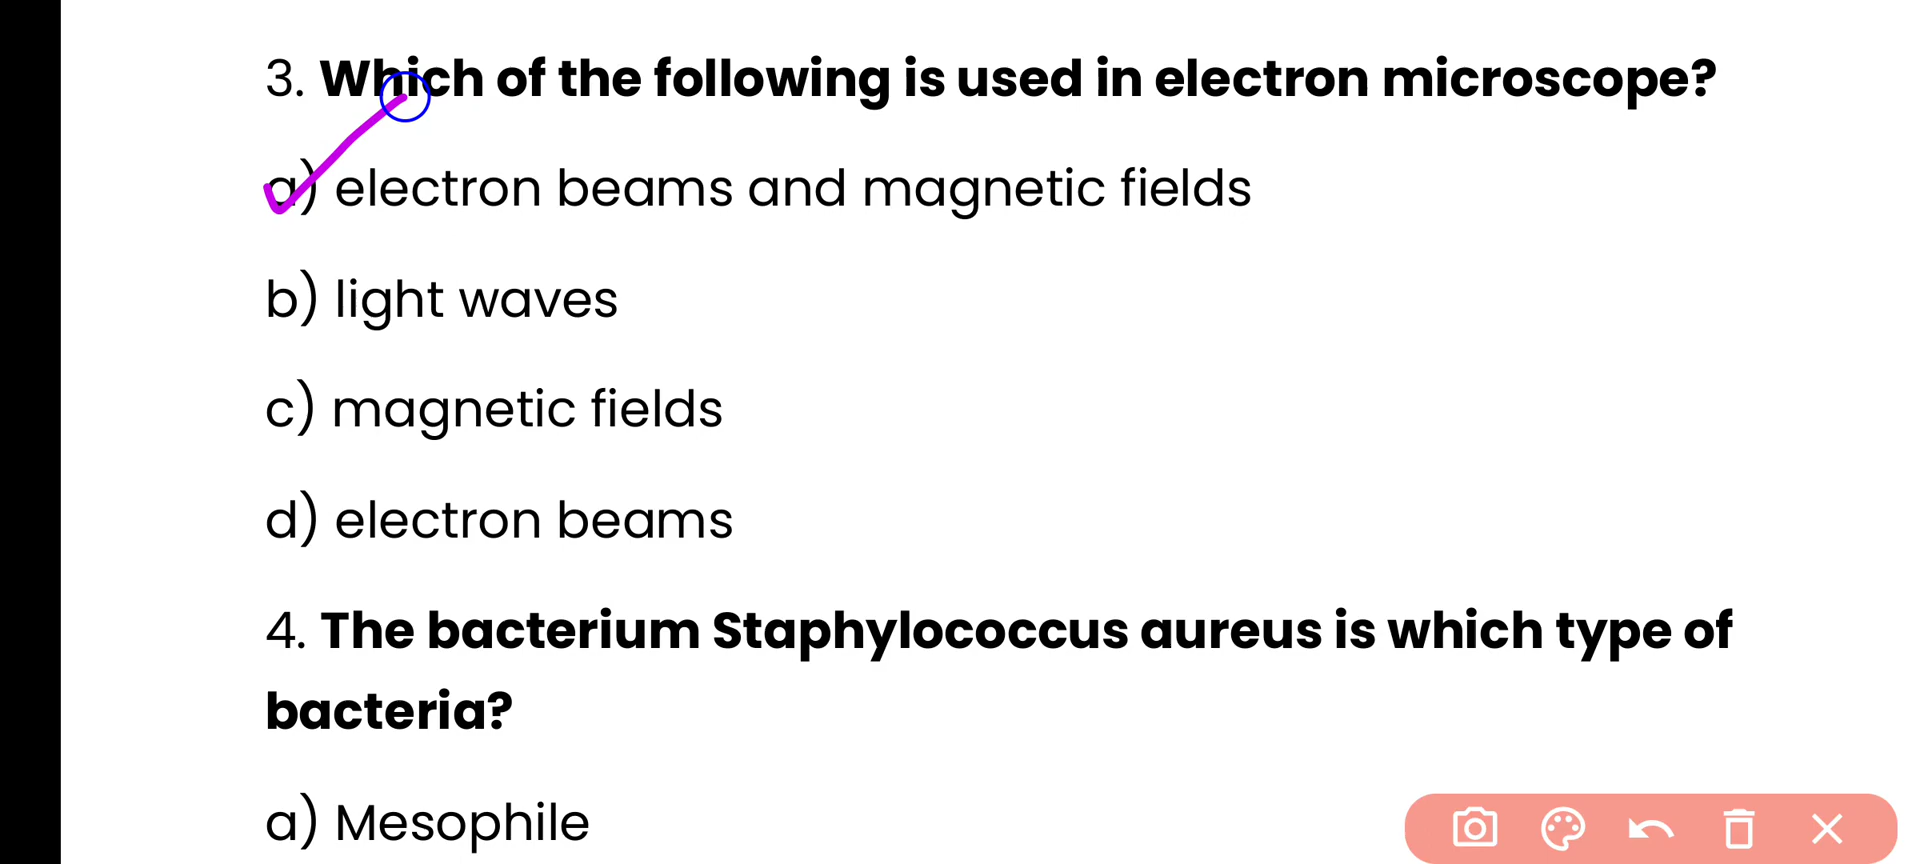 3. Which of the following is used in electron microscope?
a) electron beams and magnetic fields
b) light waves
c) magnetic fields
d) electron beams
4. The bacterium Staphylococcus aureus is which type of
bacteria?
a) Mesophile